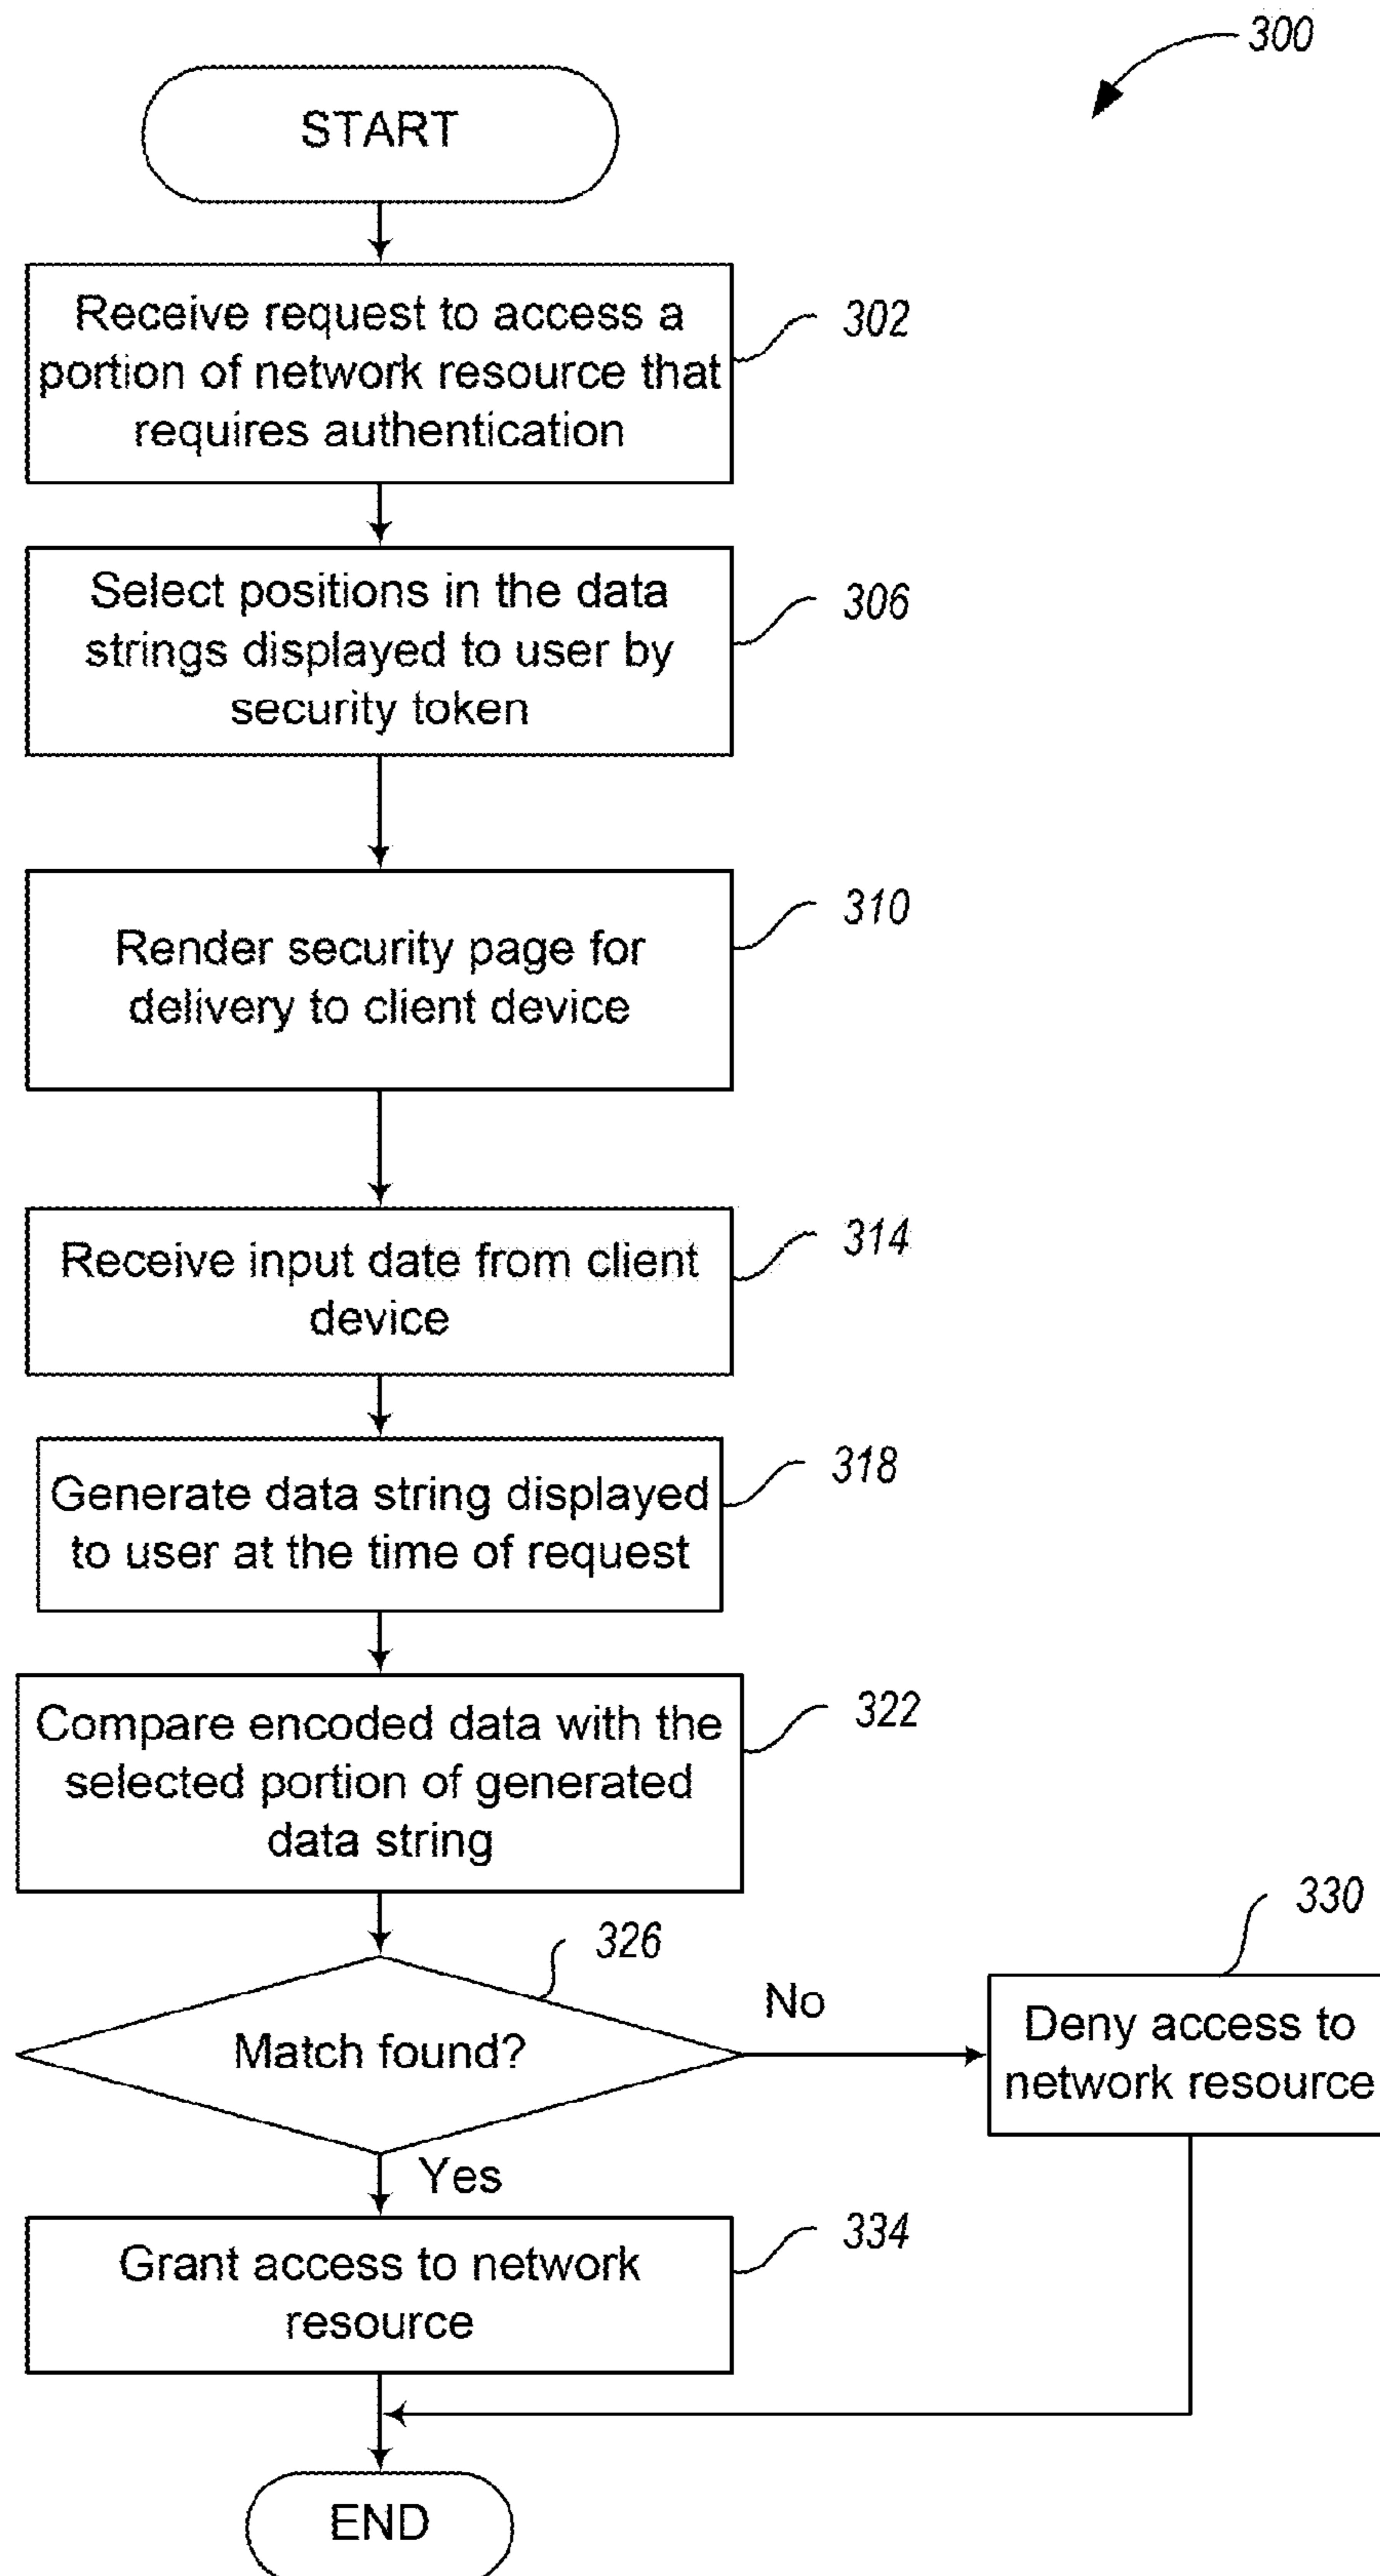 300
START
Receive request to access a
portion of network resource that
requires authentication
302
Select positions in the data
strings displayed to user by
security token
306
Render security page for
delivery to client device
310
Receive input date from client
device
314
Generate data string displayed
to user at the time of request
318
Compare encoded data with the
selected portion of generated
data string
322
Match found?
326
No
Deny access to
network resource
330
Yes
Grant access to network
resource
334
END